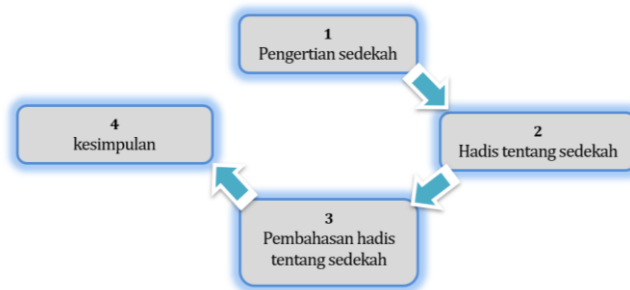 1
Pengertian sedekah
2
Hadis tentang sedekah
3
Pembahasan hadis
tentang sedekah
4
kesimpulan